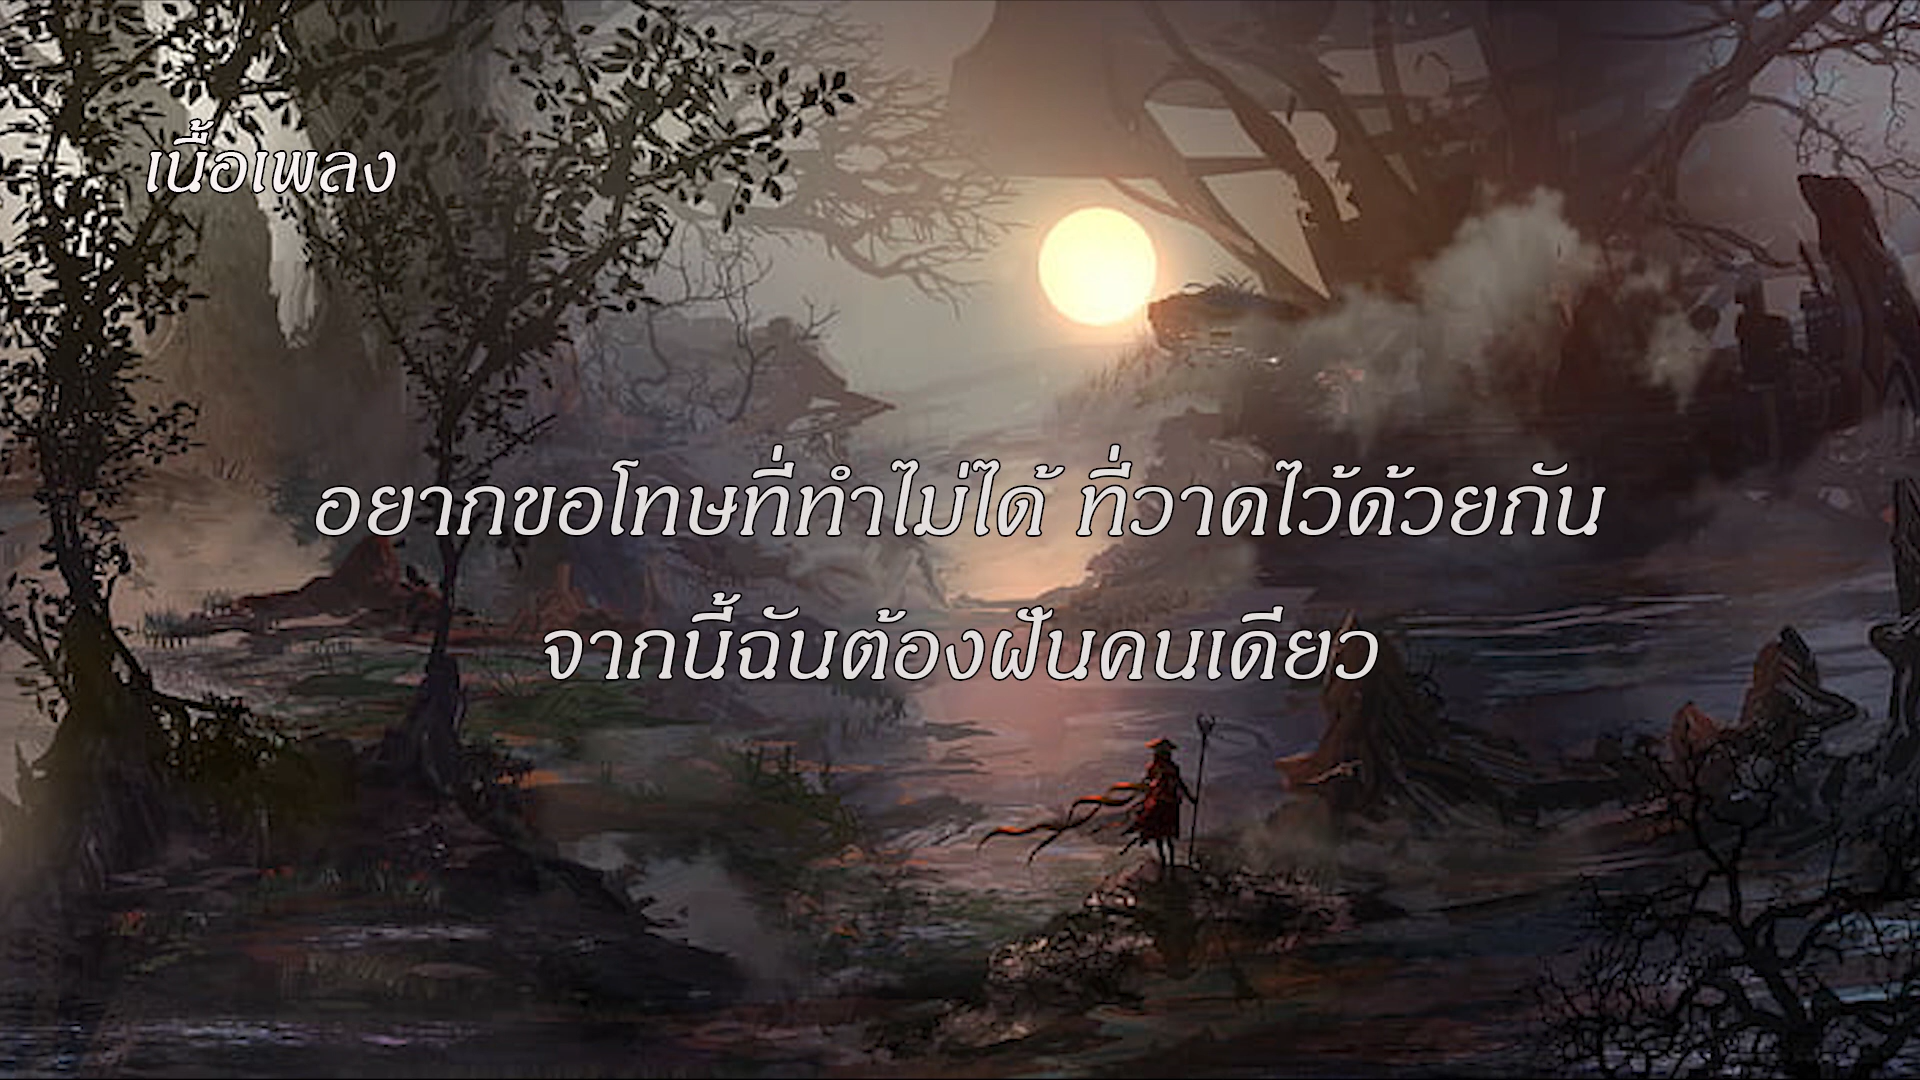 เนื้อเพลง
อยากขอโทษที่ทำไม่ได้ ที่วาดไว้ด้วยกัน
จากนี้ฉันต้องฝันคนเดียว